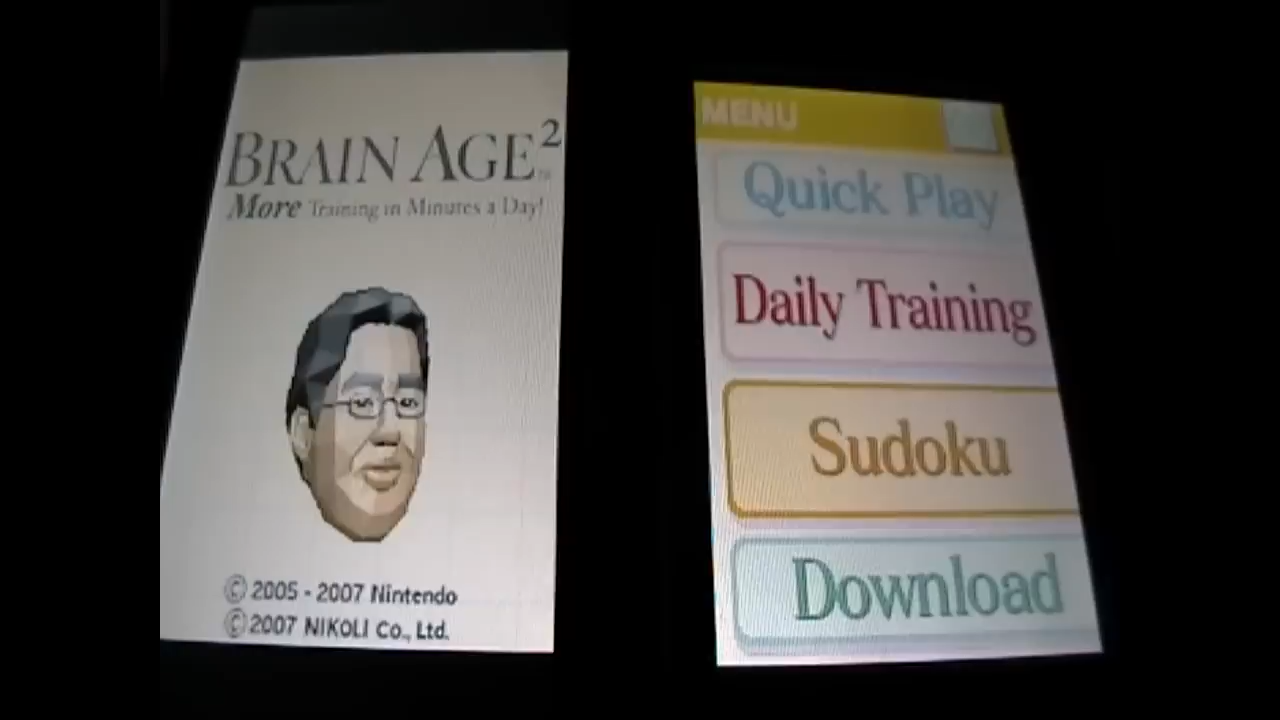 BRAIN AGE²
More Training in Minutes a Day!
© 2005 - 2007 Nintendo
© 2007 NIKOLI Co., Ltd.
MENU
Quick Play
Daily Training
Sudoku
Download